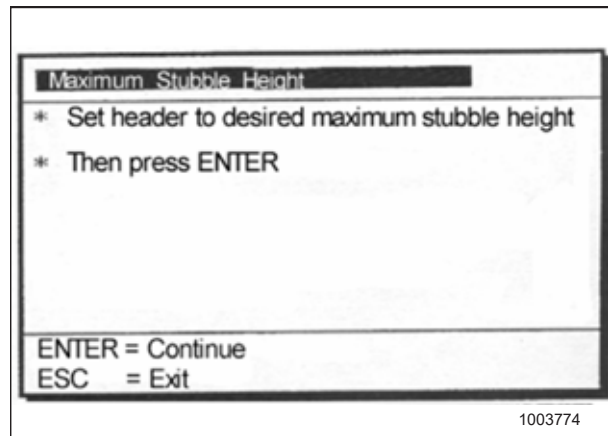 Maximum Stubble Height
* Set header to desired maximum stubble height
* Then press ENTER
ENTER = Continue
ESC = Exit
1003774